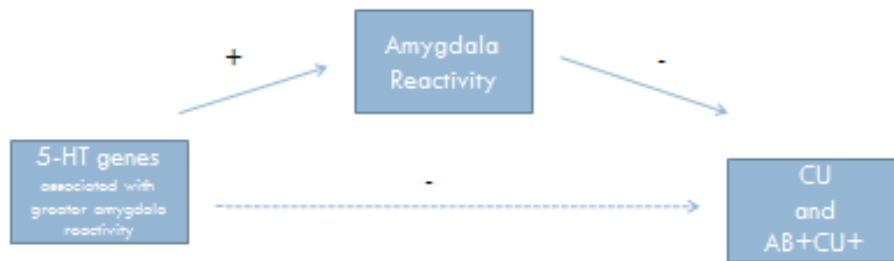 +
Amygdala
Reactivity
-
5-HT genes
associated with
greater amygdala
reactivity
-
CU
and
AB+CU+